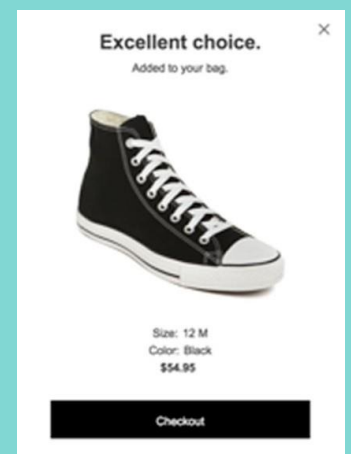 Excellent choice.
Added to your bag.
Size: 12 M
Color: Black
$54.95
Checkout